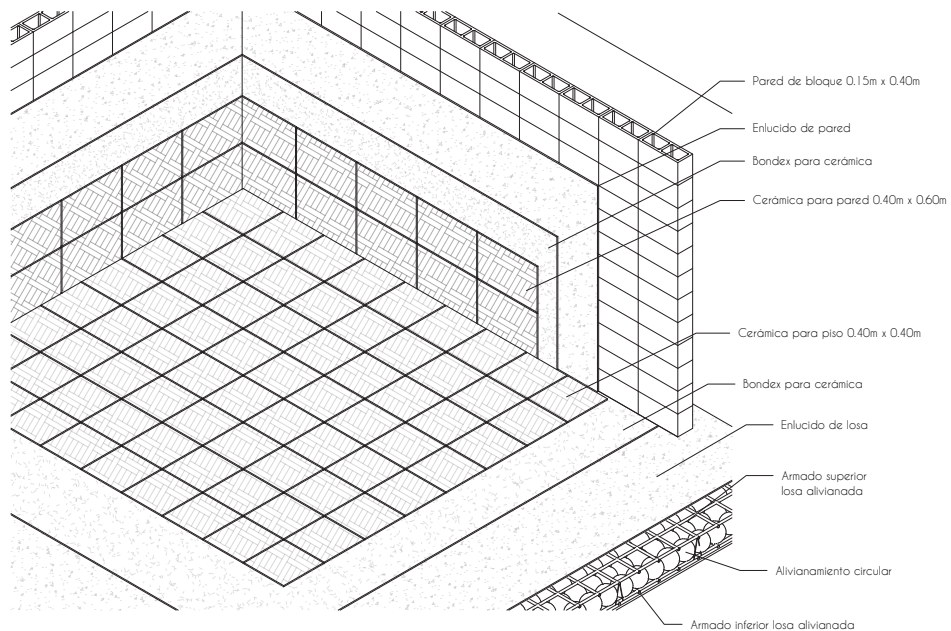 Pared de bloque 0.15m x 0.40m
Enlucido de pared
Bondex para cerámica
Cerámica para pared 0.40m x 0.60m
Cerámica para piso 0.40m x 0.40m
Bondex para cerámica
Enlucido de losa
Armado superior
losa alivianada
Alivianamiento circular
Armado inferior losa alivianada